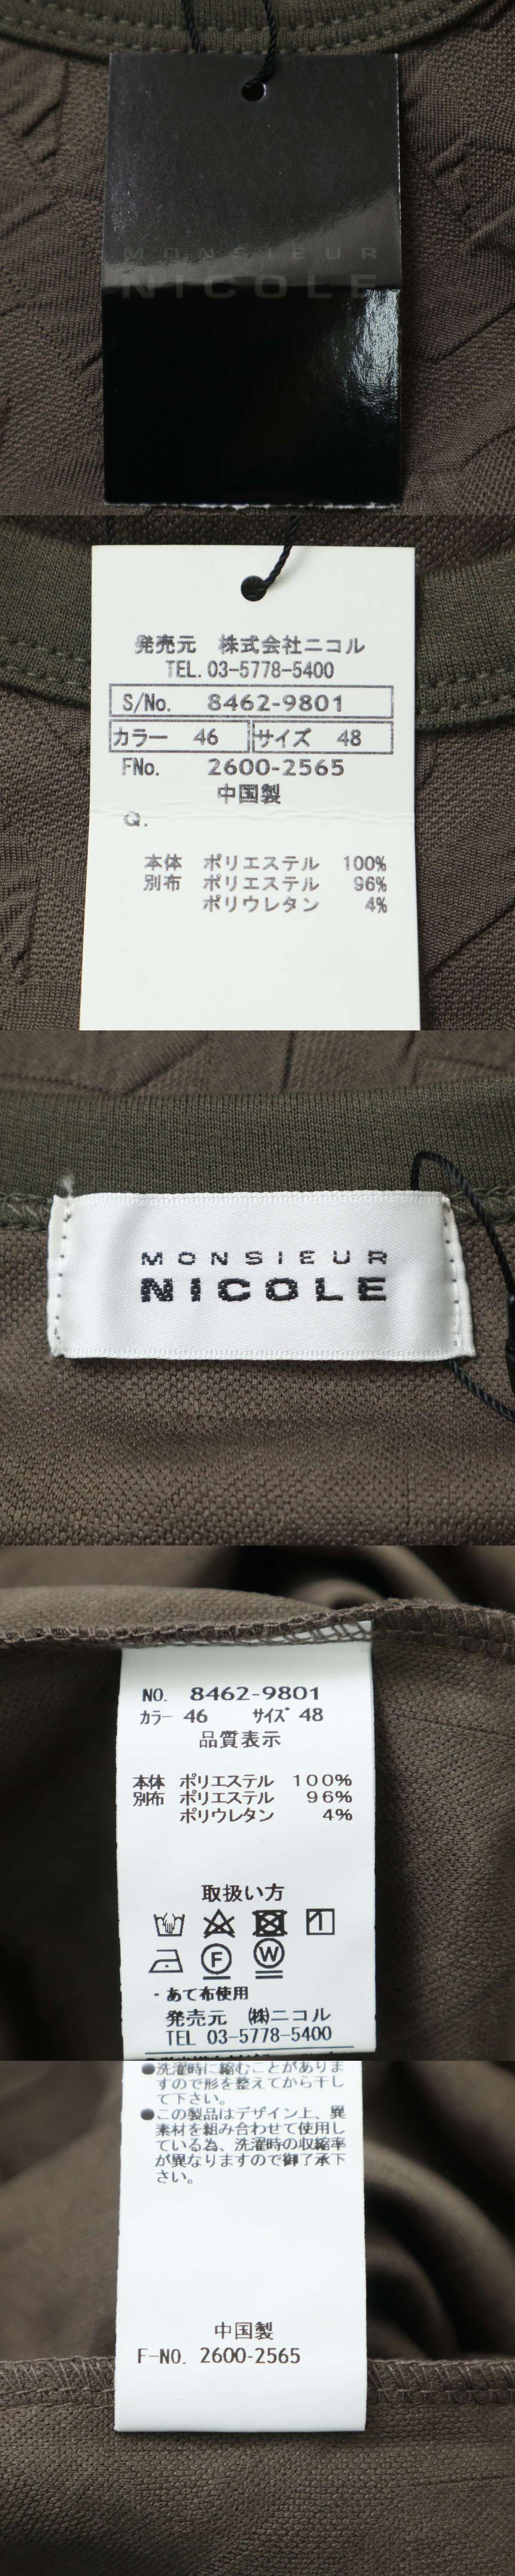 MONSIEUR
NICOLE
発売元 株式会社ニコル
TEL. 03-5778-5400
S/No. 8462-9801
カラー 46 サイズ 48
FNo. 2600-2565
中国製
Q.
本体 ポリエステル 100%
別布 ポリエステル 96%
ポリウレタン 4%
MONSIEUR
NICOLE
NO. 8462-9801
ｶﾗｰ 46 ｻｲｽﾞ 48
品質表示
本体 ポリエステル 100%
別布 ポリエステル 96%
ポリウレタン 4%
取扱い方
F W
・あて布使用
発売元 ㈱ニコル
TEL 03-5778-5400
●洗濯時に縮むことがありま
すので形を整えてから干し
て下さい。
●この製品はデザイン上、異
素材を組み合わせて使用し
ている為、洗濯時の収縮率
が異なりますので御了承下
さい。
中国製
F-NO. 2600-2565